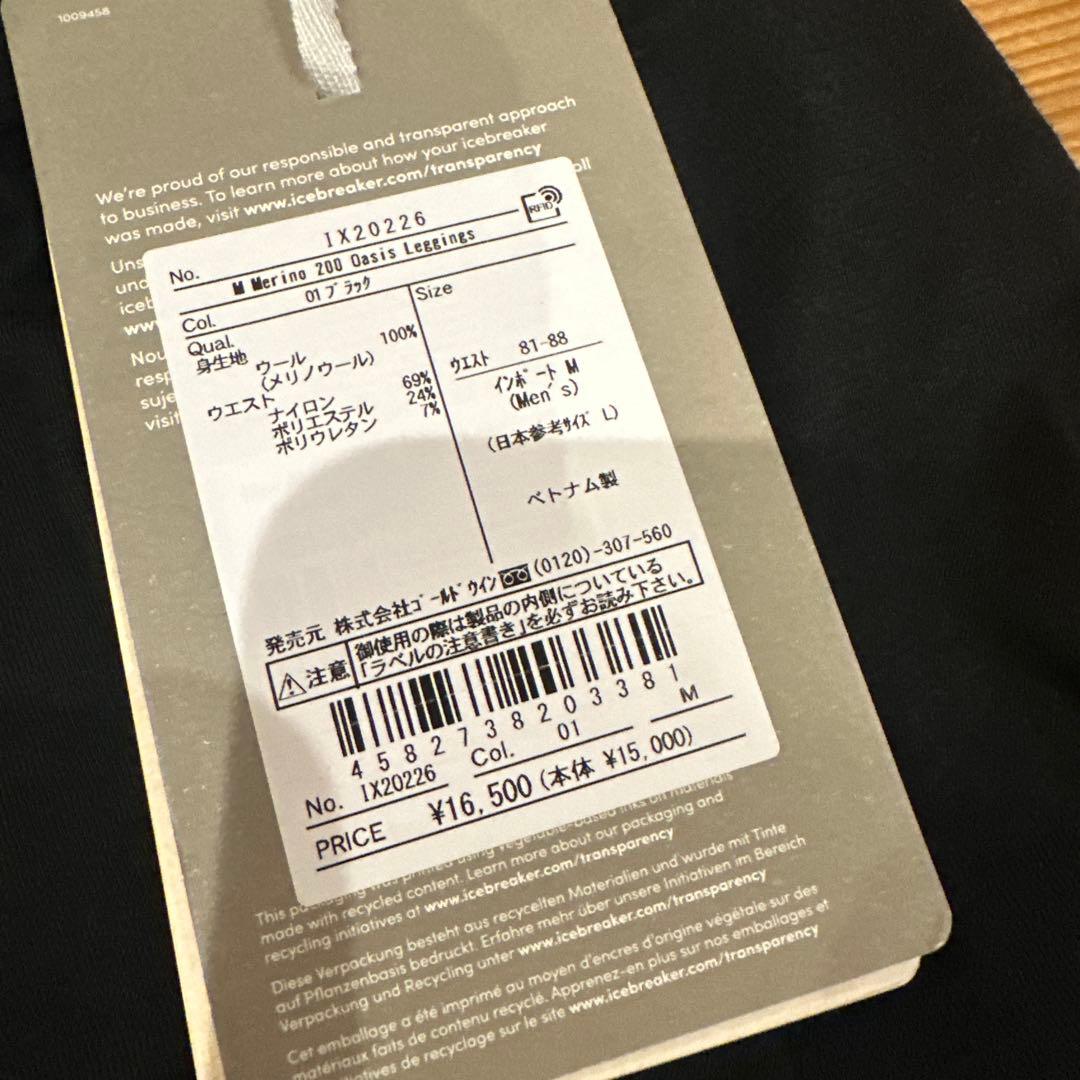 1009458
We're proud of our responsible and transparent approach
to business. To learn more about how your icebreaker
was made, visit www.icebreaker.com/transparency
No. IX20226
RFID
M Merino 200 Oasis Leggings
Col. 01ﾌﾞﾗｯｸ
Qual.
身生地 ウール 100%
(メリノウール)
ウエスト
ナイロン 69%
ポリエステル 24%
ポリウレタン 7%
Size
ｳｴｽﾄ 81-88
ｲﾝﾎﾟｰﾄ M
(Men's)
(日本参考ｻｲｽﾞ L)
ベトナム製
発売元 株式会社ｺﾞｰﾙﾄﾞｳｲﾝ (0120)-307-560
注意
御使用の際は製品の内側についている
「ラベルの注意書き」を必ずお読み下さい。
4582738203381
No. IX20226 Col. 01 M
PRICE ¥16,500(本体 ¥15,000)
made with recycled content. Learn more about our packaging and
recycling initiatives at www.icebreaker.com/transparency
Diese Verpackung besteht aus recycelten Materialien und wurde mit Tinte
auf Pflanzenbasis bedruckt. Erfahre mehr über unsere Initiativen im Bereich
Verpackung und Recycling unter www.icebreaker.com/transparency
Cet emballage a été imprimé au moyen d'encres d'origine végétale sur des
matériaux faits de contenu recyclé. Apprenez-en plus sur nos emballages et
de recyclage sur le site www.icebreaker.com/transparency